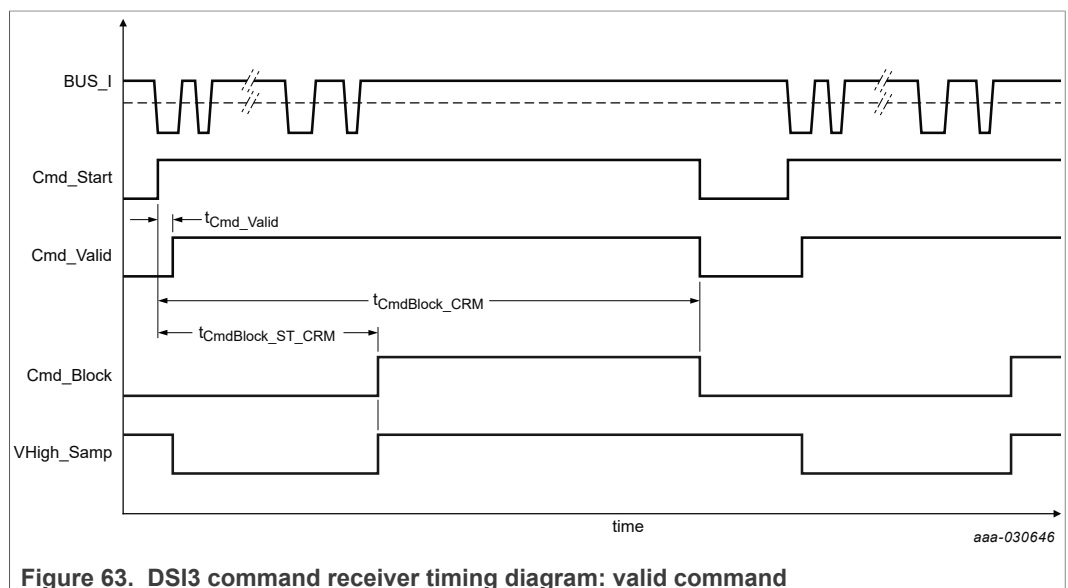 BUS_I
Cmd_Start
tCmd_Valid
Cmd_Valid
tCmdBlock_CRM
tCmdBlock_ST_CRM
Cmd_Block
VHigh_Samp
time
aaa-030646
Figure 63. DSI3 command receiver timing diagram: valid command